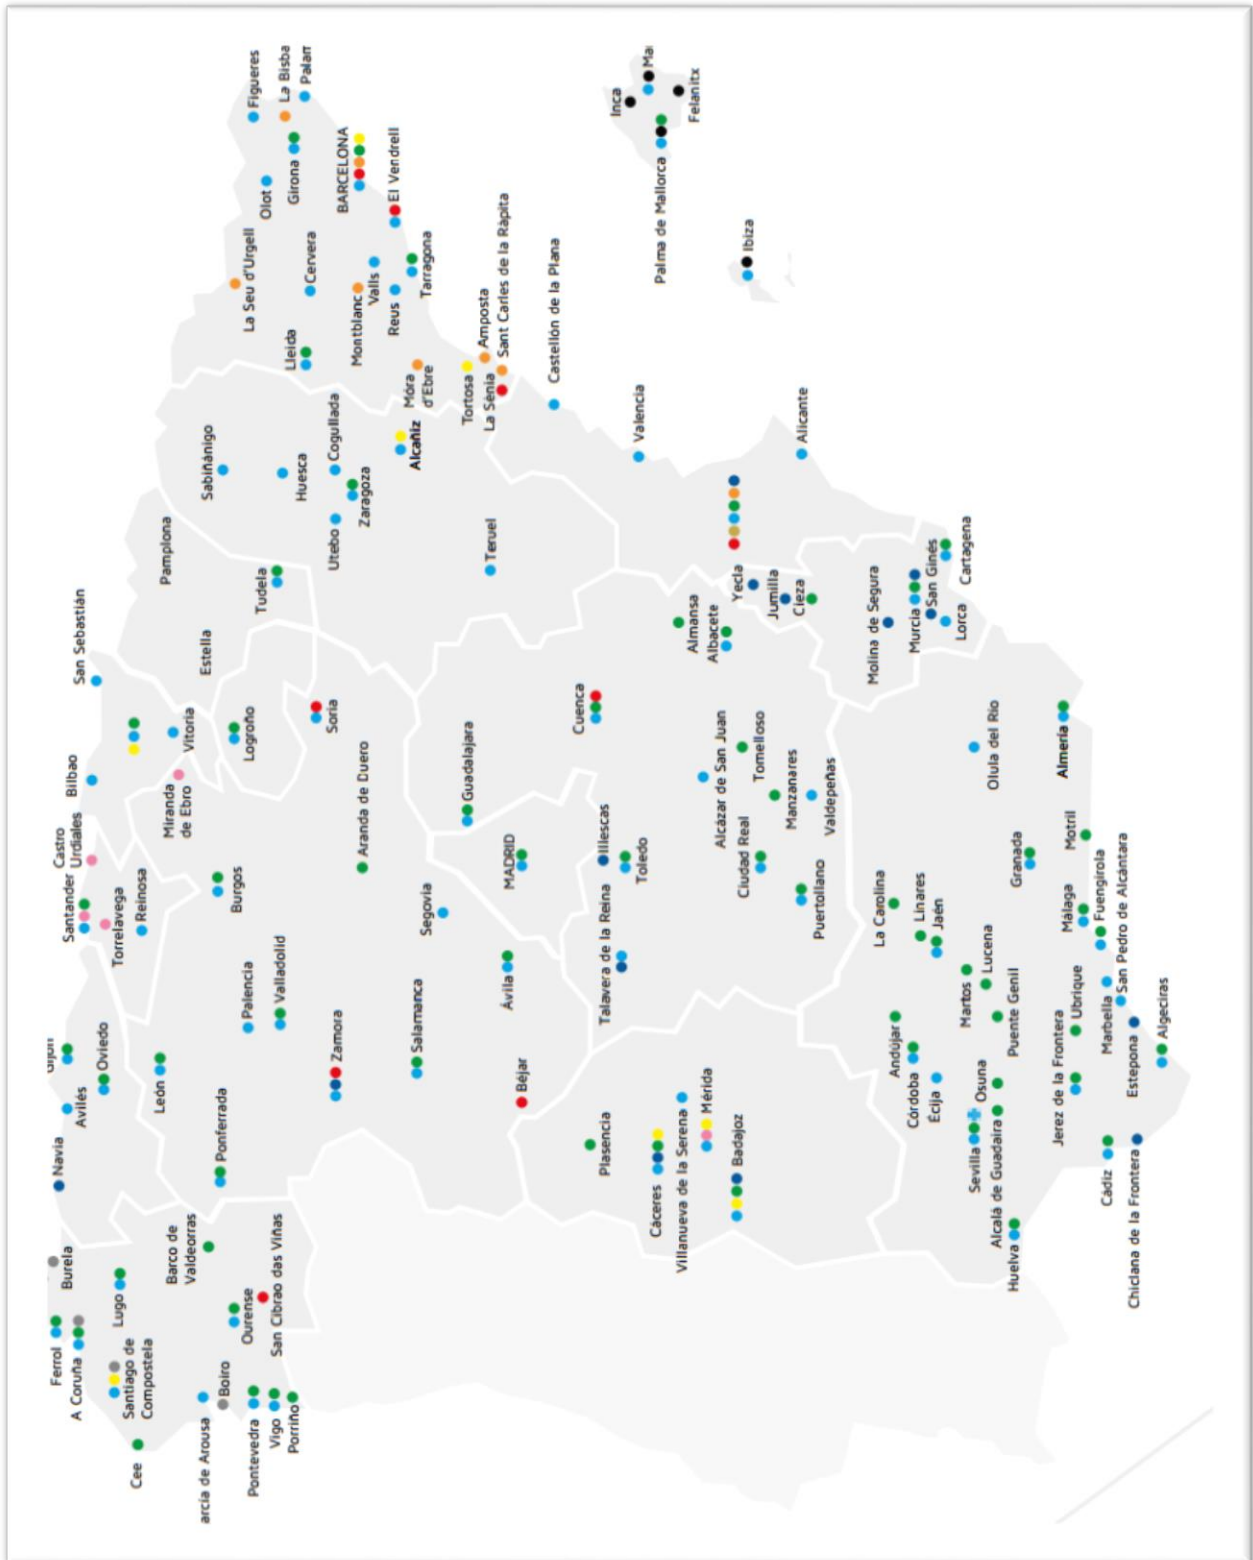 Ferrol
A Coruña
Burela
Navia
Avilés
Oviedo
Santander
Castro
Urdiales
Torrelavega
Reinosa
Bilbao
San Sebastián
Cee
Santiago de
Compostela
Lugo
León
Miranda
de Ebro
Vitoria
Estella
Pamplona
arcia de Arousa
Boiro
Barco de
Valdeorras
Ponferrada
Burgos
Logroño
Tudela
Sabiñánigo
La Seu d'Urgell
Olot
Figueres
La Bisba
Girona
Pontevedra
Vigo
Porriño
Ourense
San Cibrao das Viñas
Palencia
Valladolid
Soria
Huesca
Lleida
Cervera
Zamora
Aranda de Duero
Utebo
Cogullada
Zaragoza
Montblanc
Valls
Reus
BARCELONA
El Vendrell
Tarragona
Salamanca
Segovia
Guadalajara
Alcañiz
Móra
d'Ebre
Tortosa
Amposta
La Sénia
Sant Carles de la Ràpita
Béjar
Ávila
MADRID
Teruel
Castellón de la Plana
Plasencia
Talavera de la Reina
Illescas
Toledo
Cuenca
Valencia
Inca
Palma de Mallorca
Felanitx
Ibiza
Cáceres
Villanueva de la Serena
Mérida
Badajoz
Ciudad Real
Alcázar de San Juan
Tomelloso
Manzanares
Valdepeñas
Puertollano
Almansa
Albacete
Yecla
Jumilla
Cieza
Alicante
Molina de Segura
Murcia
San Ginés
Lorca
Cartagena
La Carolina
Andújar
Linares
Jaén
Córdoba
Écija
Martos
Lucena
Sevilla
Osuna
Alcalá de Guadaira
Puente Genil
Huelva
Olula del Río
Granada
Almería
Motril
Jerez de la Frontera
Ubrique
Málaga
Fuengirola
Cádiz
Marbella
San Pedro de Alcántara
Chiclana de la Frontera
Estepona
Algeciras